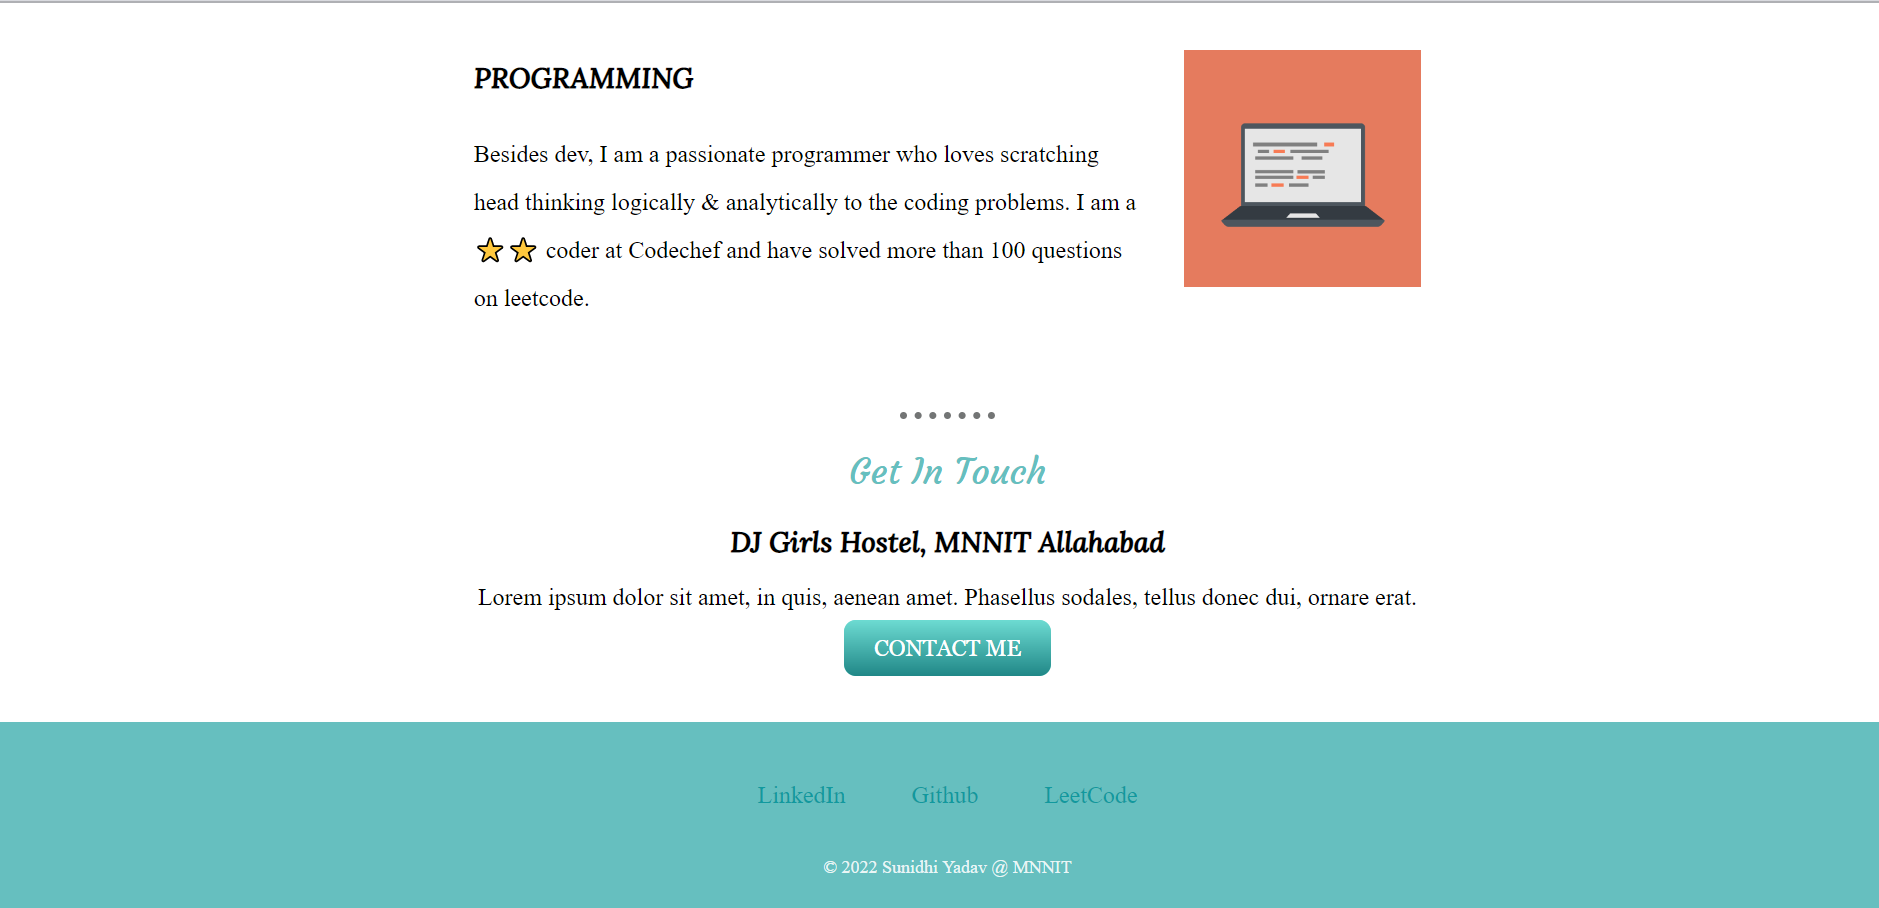 PROGRAMMING
Besides dev, I am a passionate programmer who loves scratching
head thinking logically & analytically to the coding problems. I am a
⭐⭐ coder at Codechef and have solved more than 100 questions
on leetcode.
Get In Touch
DJ Girls Hostel, MNNIT Allahabad
Lorem ipsum dolor sit amet, in quis, aenean amet. Phasellus sodales, tellus donec dui, ornare erat.
CONTACT ME
LinkedIn Github LeetCode
© 2022 Sunidhi Yadav @ MNNIT